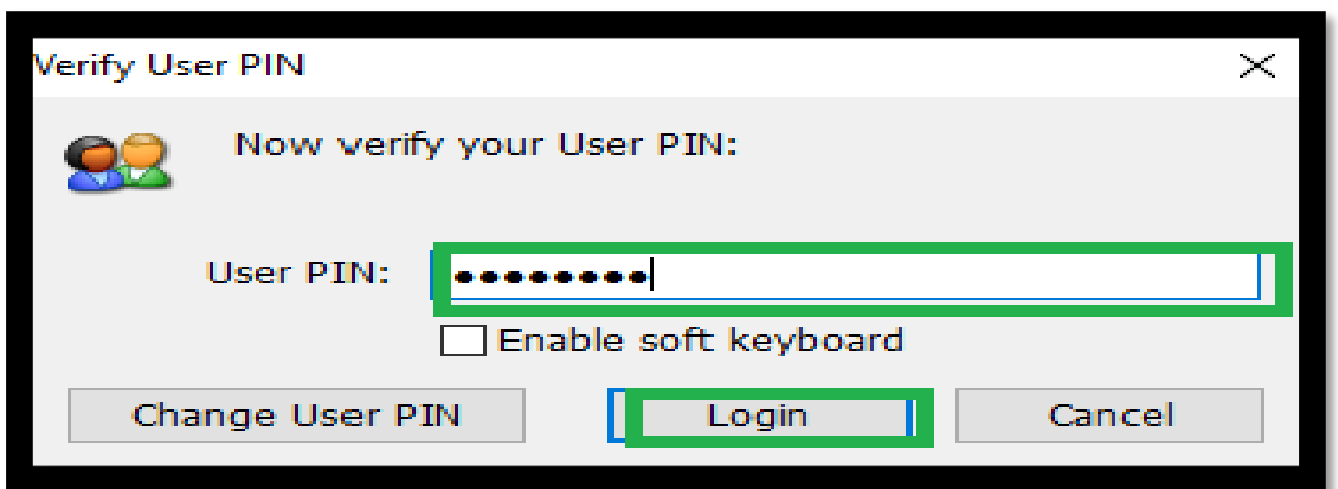 Verify User PIN
Now verify your User PIN:
User PIN: ••••••••
Enable soft keyboard
Change User PIN Login Cancel